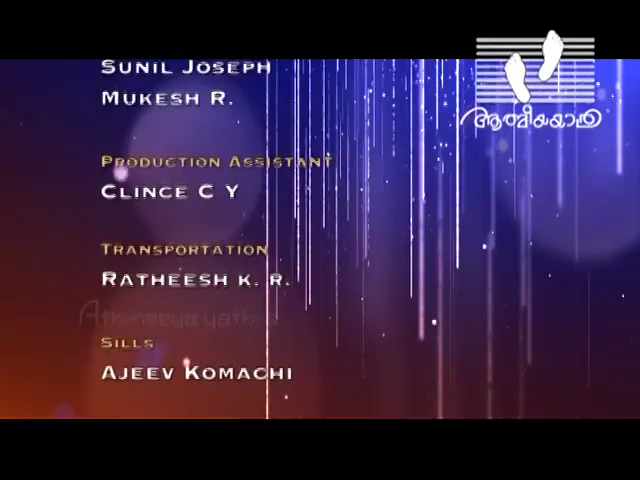 ആത്മീയയാത്ര
Sunil Joseph
Mukesh R.
Production Assistant
Clince C Y
Transportation
Ratheesh K. R.
Athmeeya yathra
Sills
Ajeev Komachi